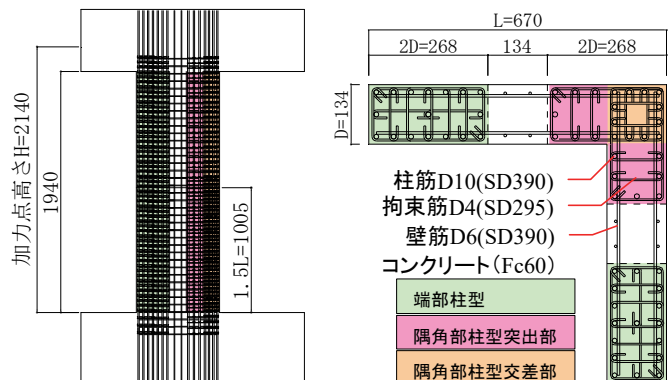 加力点高さH=2140
1940
1.5L=1005
L=670
2D=268
134
2D=268
D=134
柱筋D10(SD390)
拘束筋D4(SD295)
壁筋D6(SD390)
コンクリート(Fc60)
端部柱型
隅角部柱型突出部
隅角部柱型交差部